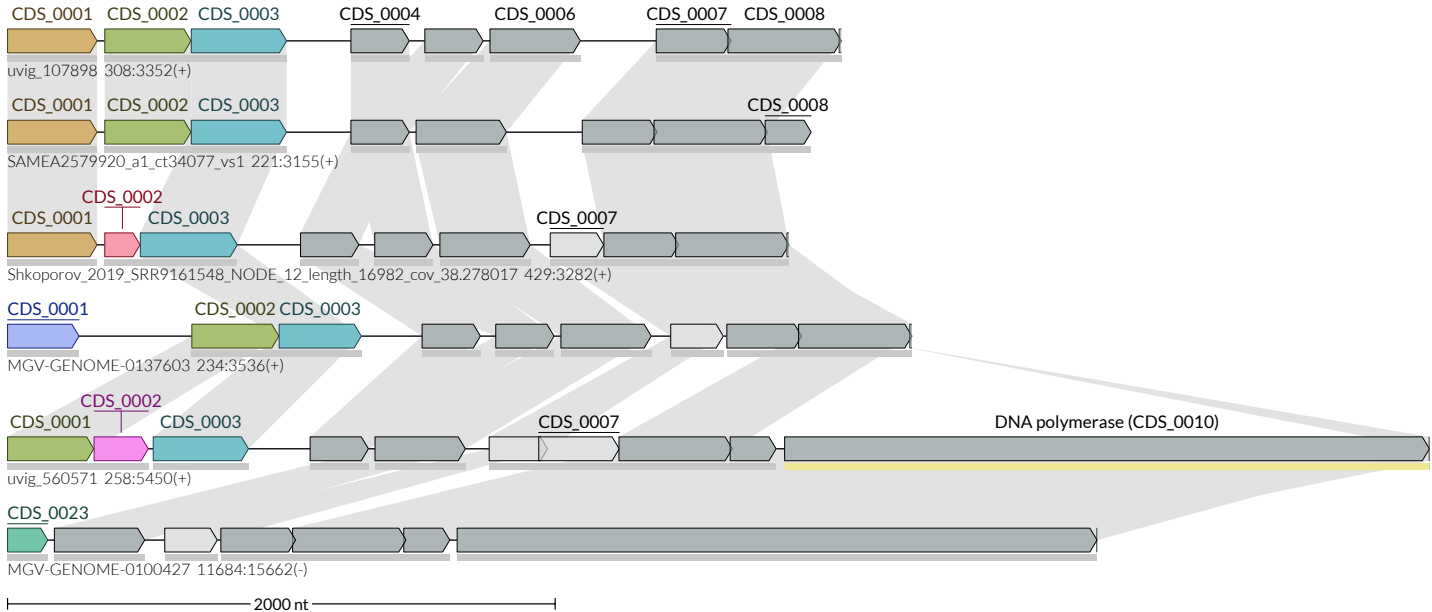 CDS_0001 CDS_0002 CDS_0003 CDS_0004 CDS_0006 CDS_0007 CDS_0008
uvig_107898 308:3352(+)
CDS_0001 CDS_0002 CDS_0003 CDS_0008
SAMEA2579920_a1_ct34077_vs1 221:3155(+)
CDS_0002
CDS_0001 CDS_0003 CDS_0007
Shkoporov_2019_SRR9161548_NODE_12_length_16982_cov_38.278017 429:3282(+)
CDS_0001 CDS_0002 CDS_0003
MGV-GENOME-0137603 234:3536(+)
CDS_0002
CDS_0001 CDS_0003 CDS_0007 DNA polymerase (CDS_0010)
uvig_560571 258:5450(+)
CDS_0023
MGV-GENOME-0100427 11684:15662(-)
2000 nt